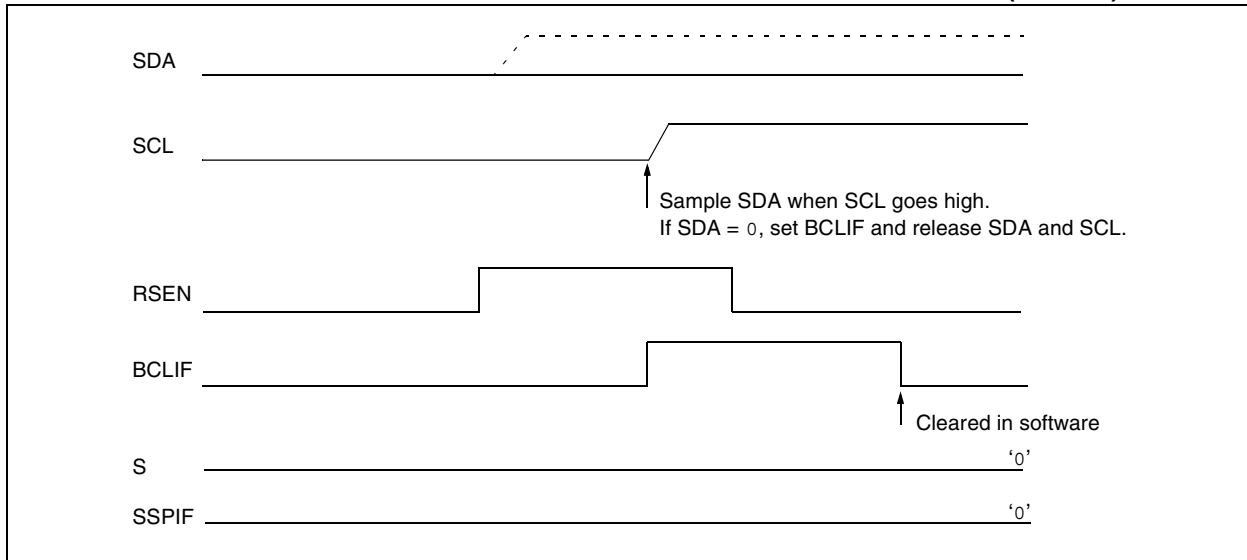 SDA
SCL
Sample SDA when SCL goes high.
If SDA = 0, set BCLIF and release SDA and SCL.
RSEN
BCLIF
Cleared in software
S
‘0’
SSPIF
‘0’